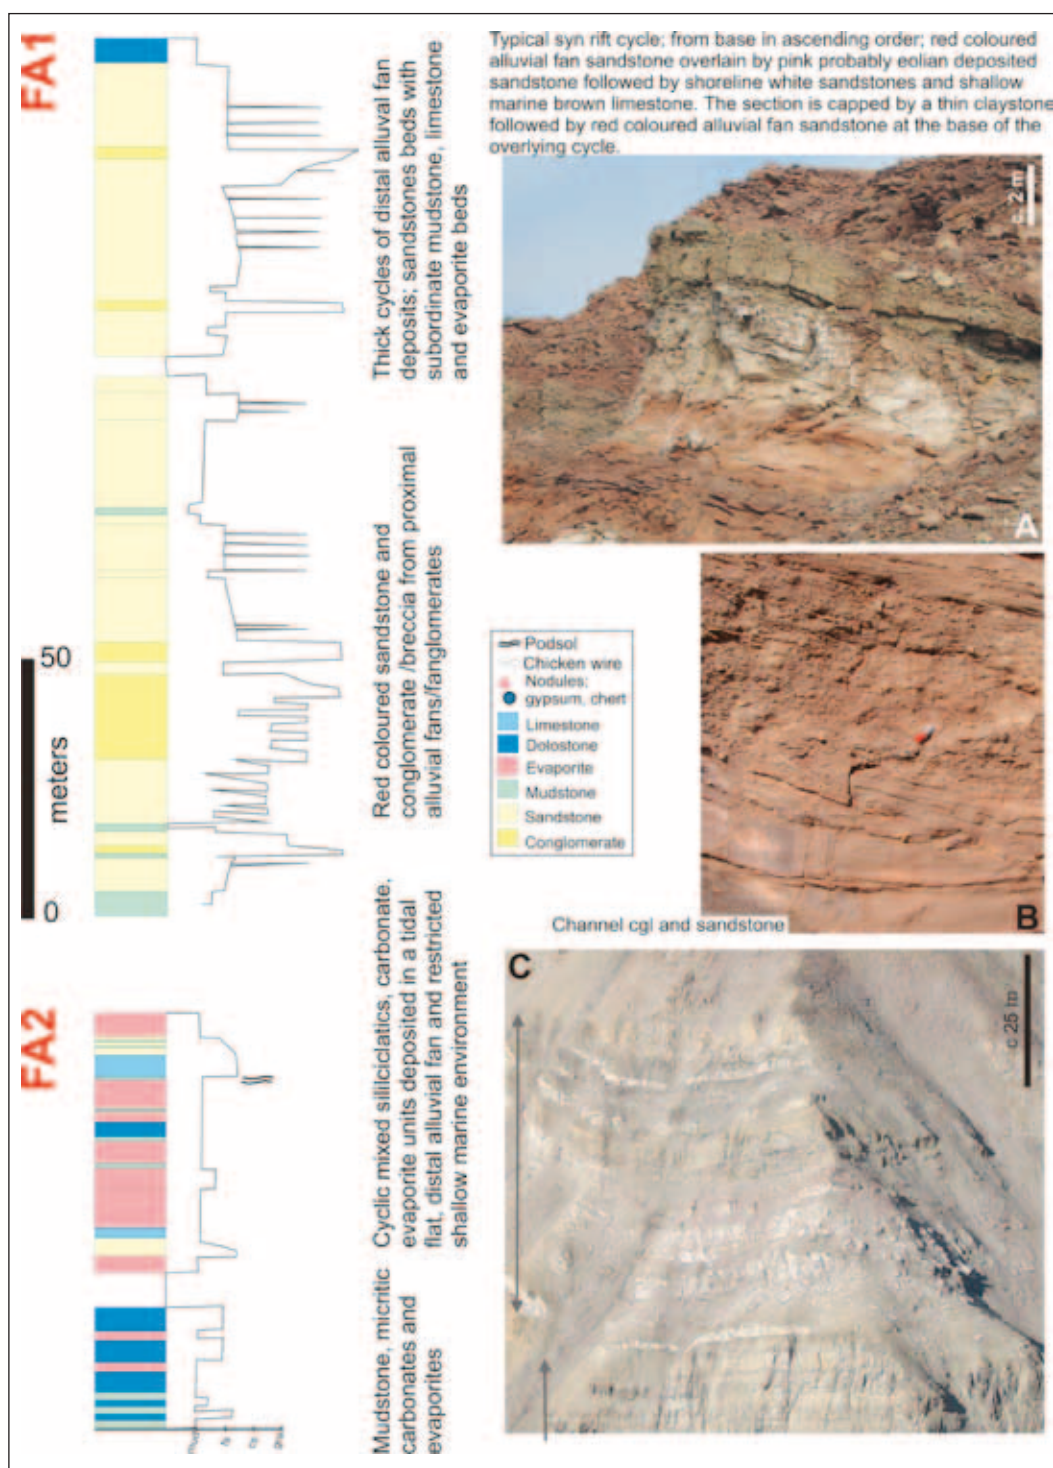 FA1
Typical syn rift cycle; from base in ascending order; red coloured
alluvial fan sandstone overlain by pink probably eolian deposited
sandstone followed by shoreline white sandstones and shallow
marine brown limestone. The section is capped by a thin claystone
followed by red coloured alluvial fan sandstone at the base of the
overlying cycle.
Thick cycles of distal alluval fan
deposits; sandstones beds with
subordinate mudstone, limestone
and evaporite beds
c. 2 m
A
Red coloured sandstone and
conglomerate /breccia from proximal
alluvial fans/fanglomerates
50
meters
0
Podsol
Chicken wire
Nodules;
gypsum, chert
Limestone
Dolostone
Evaporite
Mudstone
Sandstone
Conglomerate
B
Channel cgl and sandstone
FA2
Cyclic mixed sililciclatics, carbonate,
evaporite units deposited in a tidal
flat, distal alluvial fan and restricted
shallow marine environment
Mudstone, micritic
carbonates and
evaporites
C
c 25 m